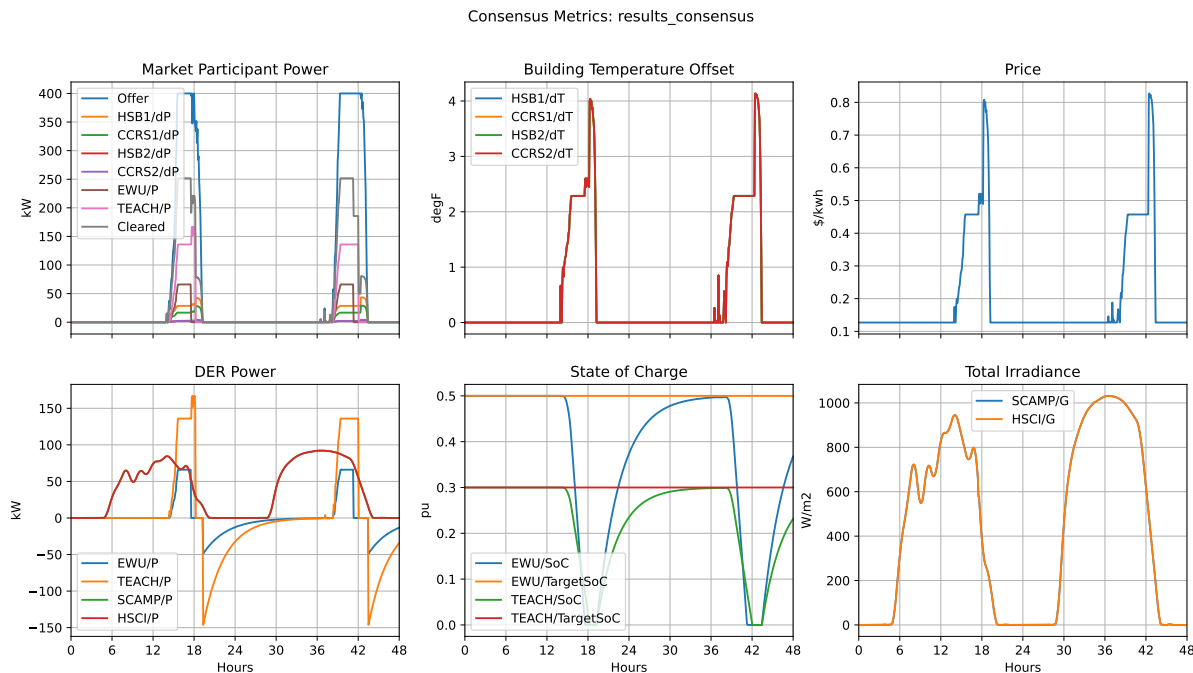 Consensus Metrics: results_consensus
Market Participant Power
400
350
300
250
200
150
100
50
0
kW
Offer
HSB1/dP
CCRS1/dP
HSB2/dP
CCRS2/dP
EWU/P
TEACH/P
Cleared
Building Temperature Offset
4
3
2
1
0
degF
HSB1/dT
CCRS1/dT
HSB2/dT
CCRS2/dT
Price
0.8
0.7
0.6
0.5
0.4
0.3
0.2
0.1
$/kwh
DER Power
150
100
50
0
−50
−100
−150
kW
EWU/P
TEACH/P
SCAMP/P
HSCI/P
0 6 12 18 24 30 36 42 48
Hours
State of Charge
0.5
0.4
0.3
0.2
0.1
0.0
pu
EWU/SoC
EWU/TargetSoC
TEACH/SoC
TEACH/TargetSoC
0 6 12 18 24 30 36 42 48
Hours
Total Irradiance
1000
800
600
400
200
0
W/m2
SCAMP/G
HSCI/G
0 6 12 18 24 30 36 42 48
Hours